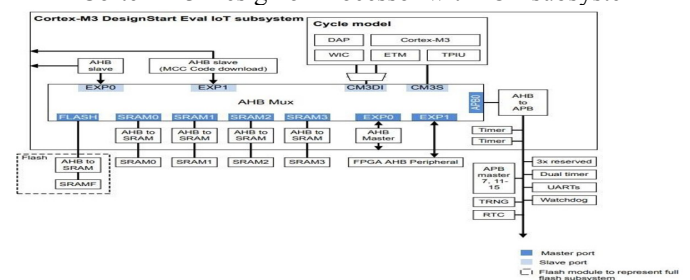 Cortex-M3 DesignStart Eval IoT subsystem
Cycle model
DAP
Cortex-M3
WIC
ETM
TPIU
AHB
slave
AHB slave
(MCC Code download)
EXP0
EXP1
CM3DI
CM3S
AHB Mux
APB0
AHB
to
APB
FLASH
SRAM0
SRAM1
SRAM2
SRAM3
EXP0
EXP1
AHB to
SRAM
AHB to
SRAM
AHB to
SRAM
AHB to
SRAM
AHB
Master
Timer
Timer
Flash
AHB to
SRAM
SRAMF
SRAM0
SRAM1
SRAM2
SRAM3
FPGA AHB Peripheral
APB
master
7, 11-
15
TRNG
RTC
3x reserved
Dual timer
UARTs
Watchdog
Master port
Slave port
Flash module to represent full
flash subsystem